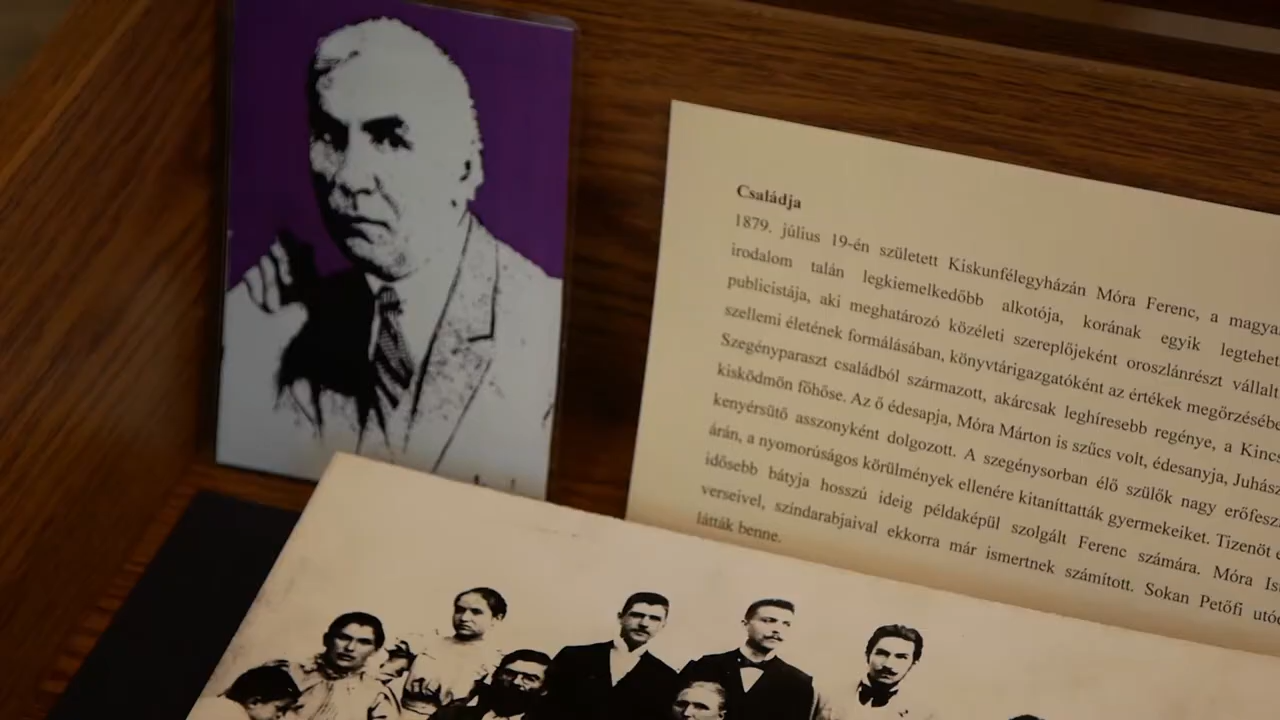 Családja
1879. július 19-én született Kiskunfélegyházán Móra Ferenc, a magya
irodalom talán legkiemelkedőbb alkotója, korának egyik legtehet
publicistája, aki meghatározó közéleti szereplőjeként oroszlánrészt vállalt
szellemi életének formálásában, könyvtárigazgatóként az értékek megőrzésébe
Szegényparaszt családból származott, akárcsak leghíresebb regénye, a Kincs
kisködmön főhőse. Az ő édesapja, Móra Márton is szűcs volt, édesanyja, Juhász
kenyérsütő asszonyként dolgozott. A szegénysorban élő szülők nagy erőfesz
árán, a nyomorúságos körülmények ellenére kitaníttatták gyermekeiket. Tizenöt é
idősebb bátyja hosszú ideig példaképül szolgált Ferenc számára. Móra Is
verseivel, színdarabjaival ekkorra már ismertnek számított. Sokan Petőfi utó
látták benne.